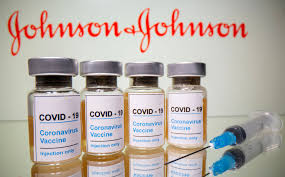 Johnson & Johnson
COVID - 19
Coronavirus
Vaccine
Injection only
COVID - 19
Coronavirus
Vaccine
Injection only
COVID - 19
Coronavirus
Vaccine
Injection only
COVID - 19
Coronavirus
Vaccine
Injection only